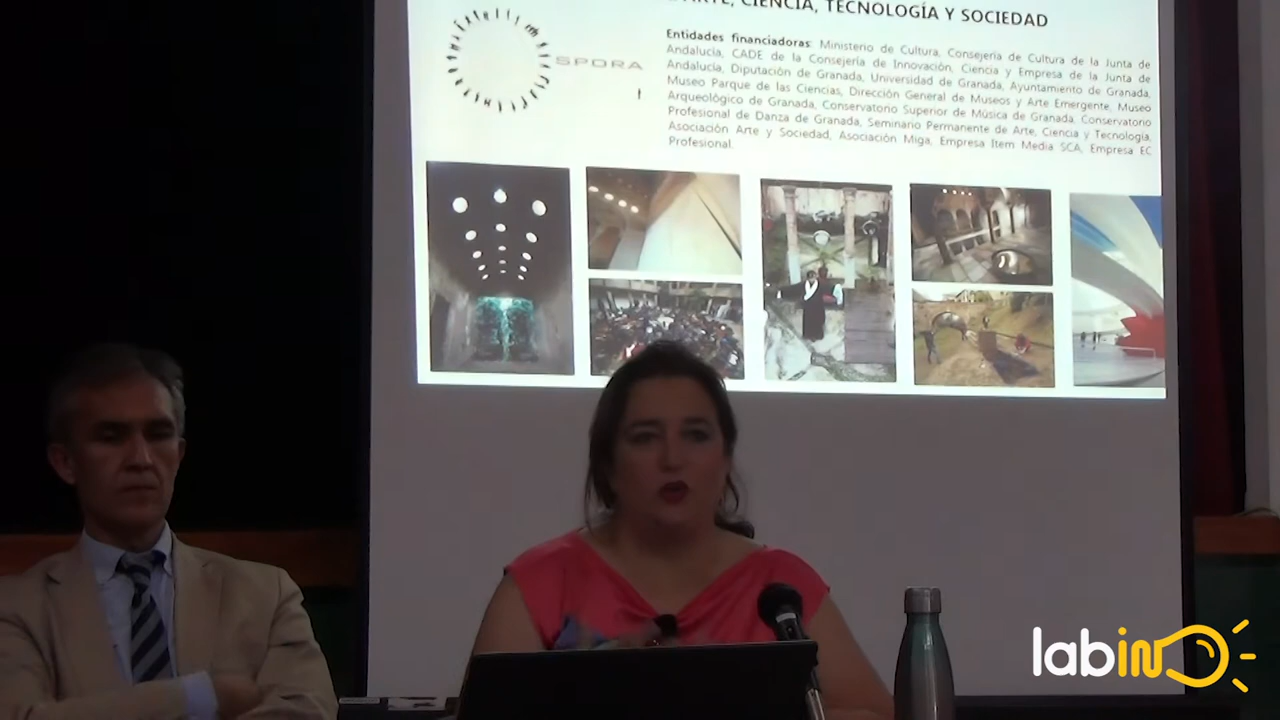 ARTE, CIENCIA, TECNOLOGÍA Y SOCIEDAD
SPORA
Entidades financiadoras: Ministerio de Cultura, Consejería de Cultura de la Junta de
Andalucía, CADE de la Consejería de Innovación, Ciencia y Empresa de la Junta de
Andalucía, Diputación de Granada, Universidad de Granada, Ayuntamiento de Granada,
Museo Parque de las Ciencias, Dirección General de Museos y Arte Emergente, Museo
Arqueológico de Granada, Conservatorio Superior de Música de Granada, Conservatorio
Profesional de Danza de Granada, Seminario Permanente de Arte, Ciencia y Tecnología,
Asociación Arte y Sociedad, Asociación Miga, Empresa Item Media SCA, Empresa EC
Profesional.
labIN